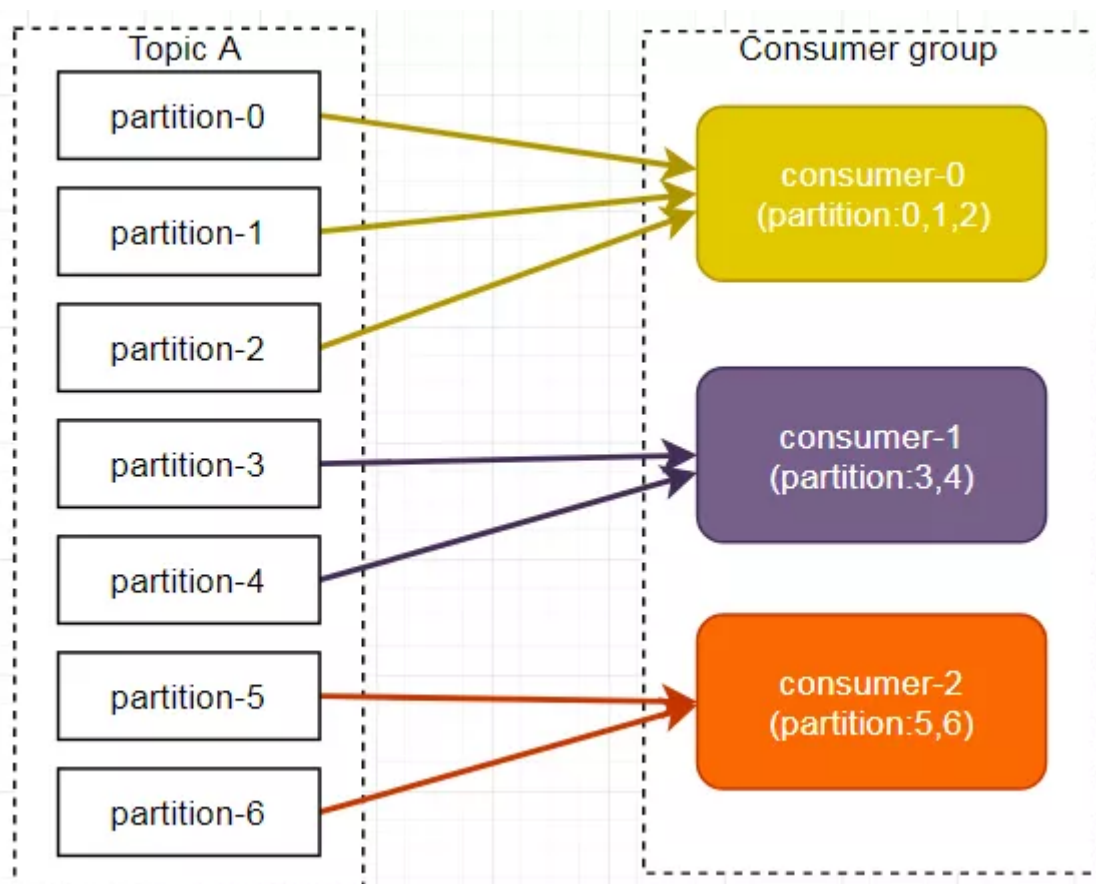 Topic A
partition-0
partition-1
partition-2
partition-3
partition-4
partition-5
partition-6
Consumer group
consumer-0
(partition:0,1,2)
consumer-1
(partition:3,4)
consumer-2
(partition:5,6)